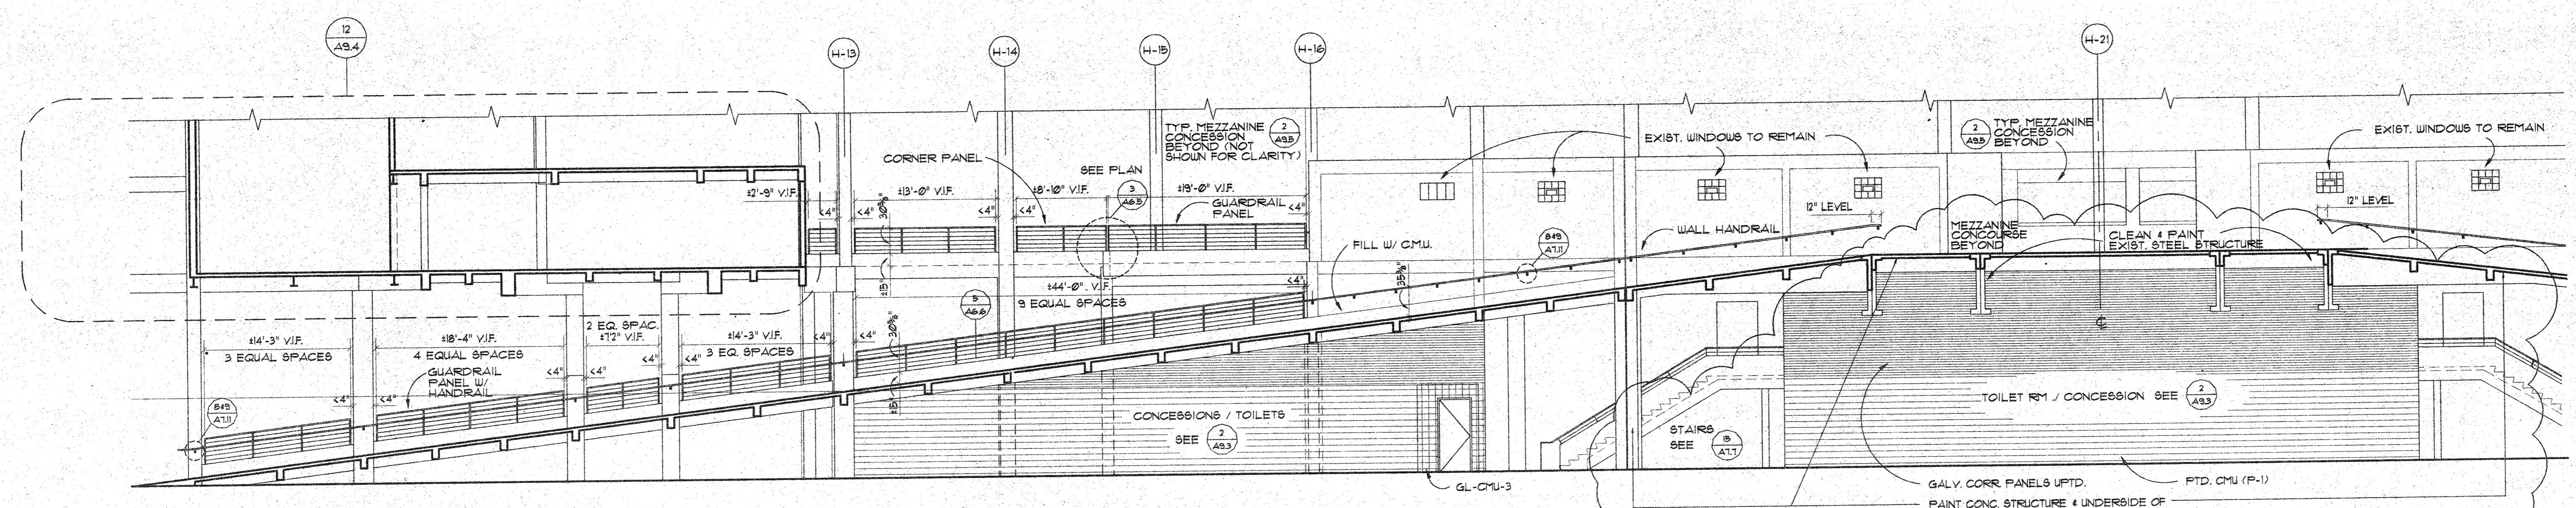 12
A9.4
H-13
H-14
H-15
H-16
H-21
TYP. MEZZANINE
CONCESSION
BEYOND (NOT
SHOWN FOR CLARITY)
2
A9.5
CORNER PANEL
SEE PLAN
3
A6.5
EXIST. WINDOWS TO REMAIN
2
A9.5
TYP. MEZZANINE
CONCESSION
BEYOND
EXIST. WINDOWS TO REMAIN
±2'-9" V.I.F.
±13'-0" V.I.F.
±8'-10" V.I.F.
±19'-0" V.I.F.
<4"
<4"
<4"
<4"
<4"
GUARDRAIL
PANEL
12" LEVEL
12" LEVEL
WALL HANDRAIL
FILL W/ C.M.U.
8&9
A7.11
MEZZANINE
CONCOURSE
BEYOND
CLEAN & PAINT
EXIST. STEEL STRUCTURE
±44'-0" V.I.F.
9 EQUAL SPACES
<4"
5
A6.6
2 EQ. SPAC.
±7'2" V.I.F.
±14'-3" V.I.F.
3 EQUAL SPACES
±18'-4" V.I.F.
4 EQUAL SPACES
±14'-3" V.I.F.
3 EQ. SPACES
<4"
<4"
<4"
<4"
<4"
<4"
<4"
<4"
GUARDRAIL
PANEL W/
HANDRAIL
8&9
A7.11
CONCESSIONS / TOILETS
SEE
2
A9.3
STAIRS
SEE
15
A7.7
TOILET RM / CONCESSION SEE
2
A9.3
GL-CMU-3
GALV. CORR. PANELS UPTD.
PTD. CMU (P-1)
PAINT CONC. STRUCTURE & UNDERSIDE OF